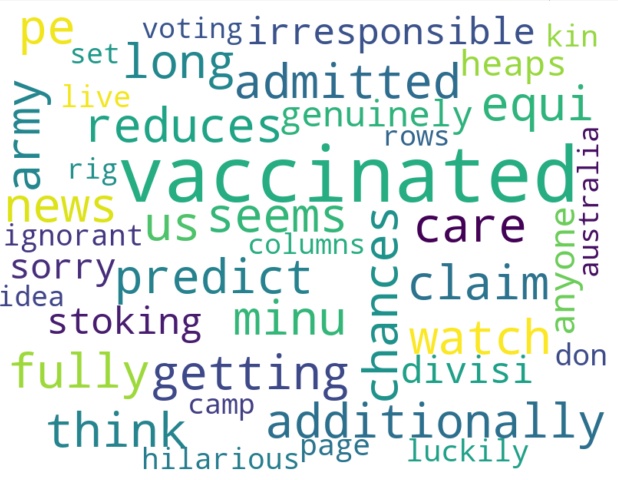 pe voting irresponsible kin
set long admitted heaps
live army reduces genuinely equi
rows
rig vaccinated australia
news us seems care anyone
ignorant columns chances
sorry predict claim
idea
stoking minu watch
don
fully getting divisi
camp additionally
think page luckily
hilarious